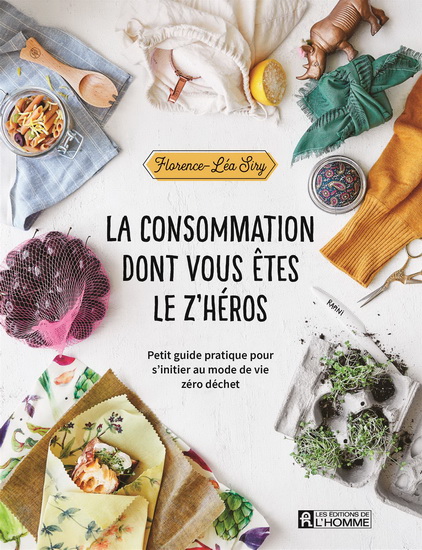 Florence-Léa Siry
LA CONSOMMATION
DONT VOUS ÊTES
LE Z'HÉROS
Petit guide pratique pour
s'initier au mode de vie
zéro déchet
RAPINI
LES ÉDITIONS DE
L'HOMME